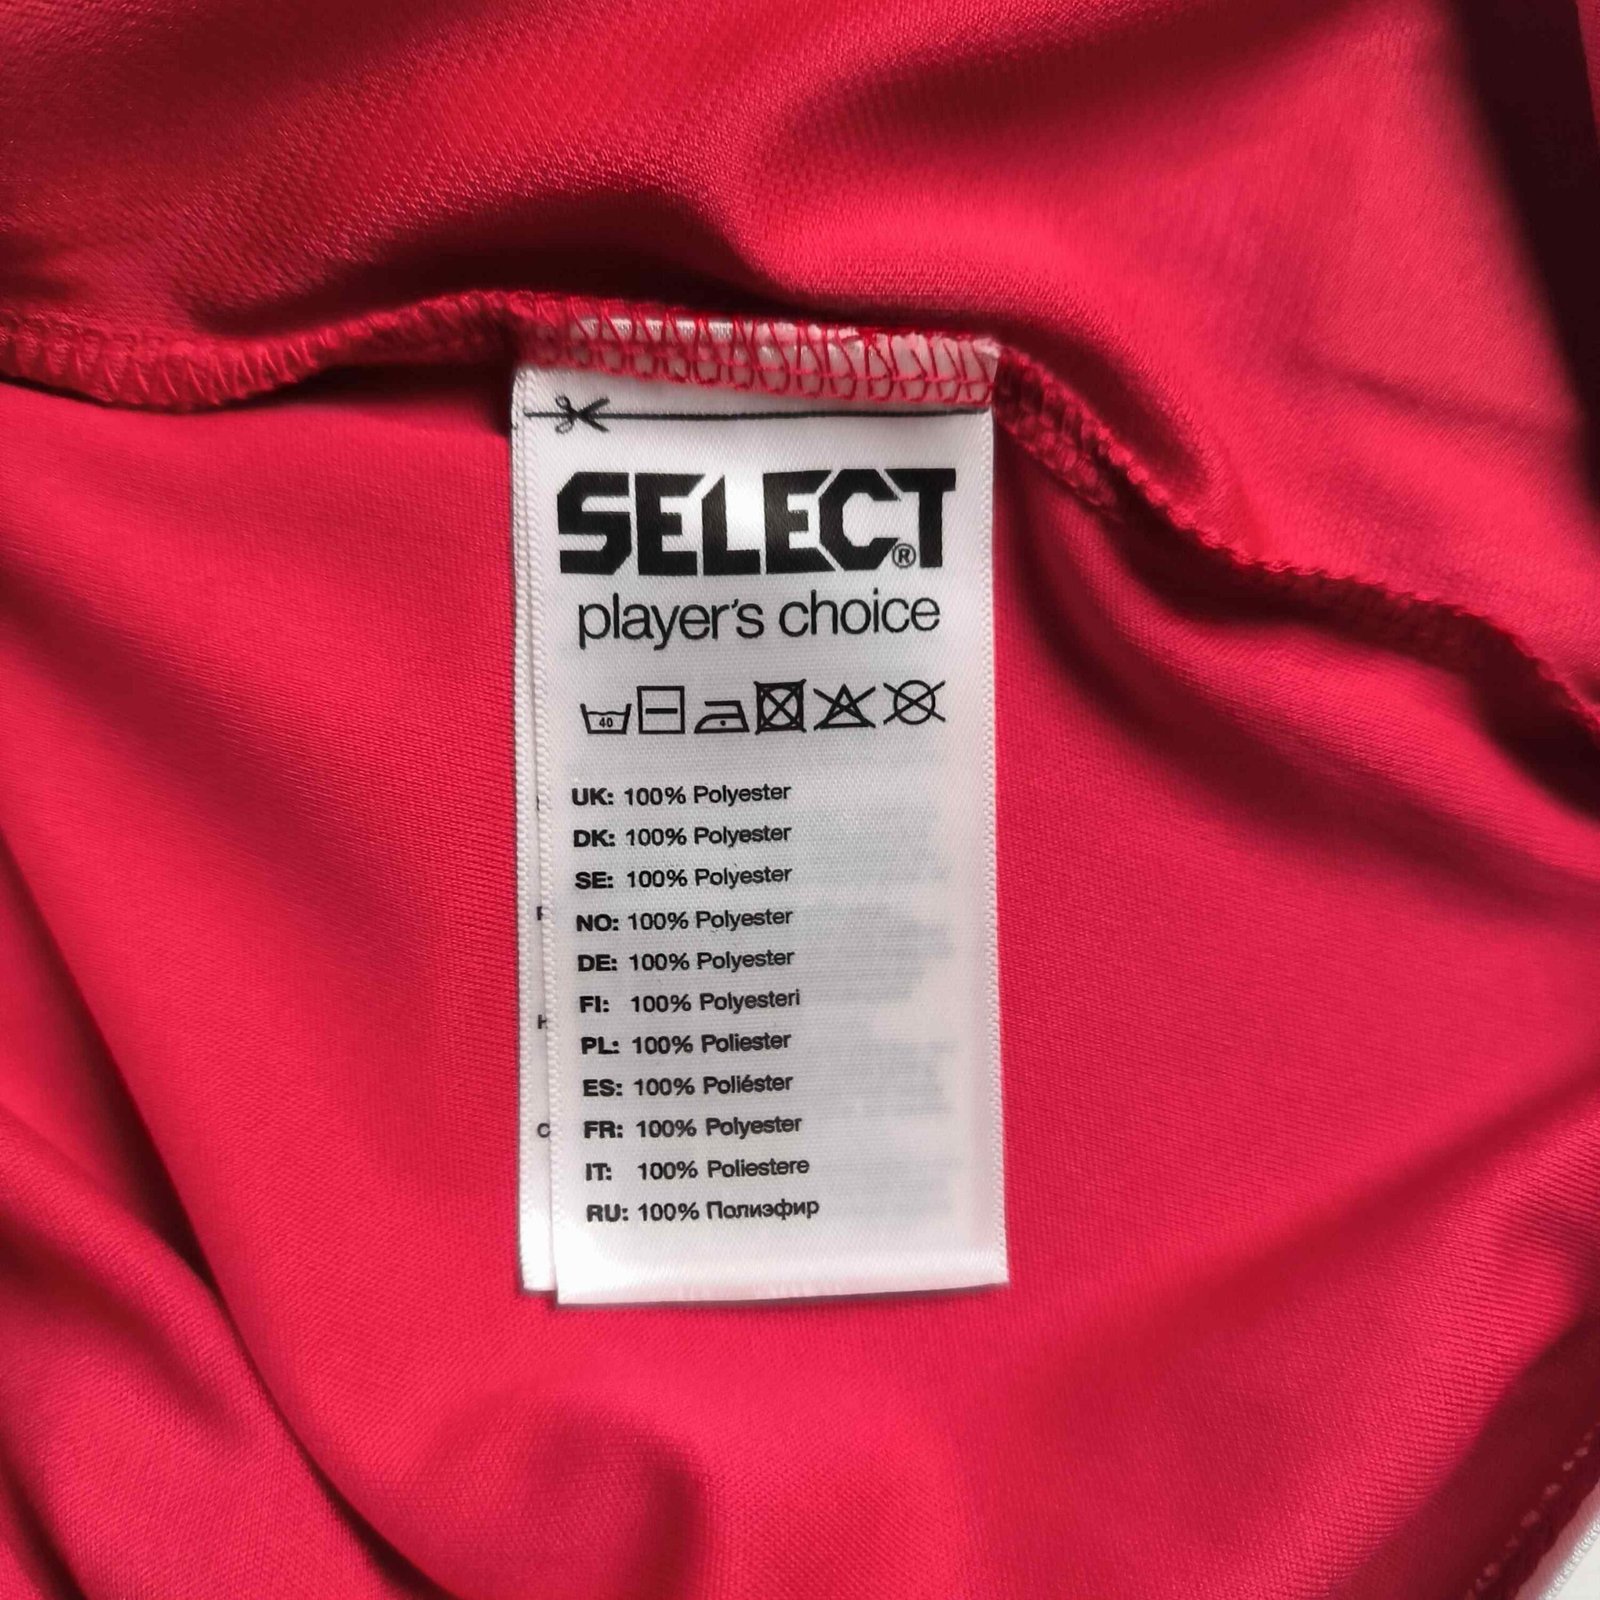 SELECT®
player's choice
40
UK: 100% Polyester
DK: 100% Polyester
SE: 100% Polyester
NO: 100% Polyester
DE: 100% Polyester
FI: 100% Polyesteri
PL: 100% Poliester
ES: 100% Poliéster
FR: 100% Polyester
IT: 100% Poliestere
RU: 100% Полиэфир